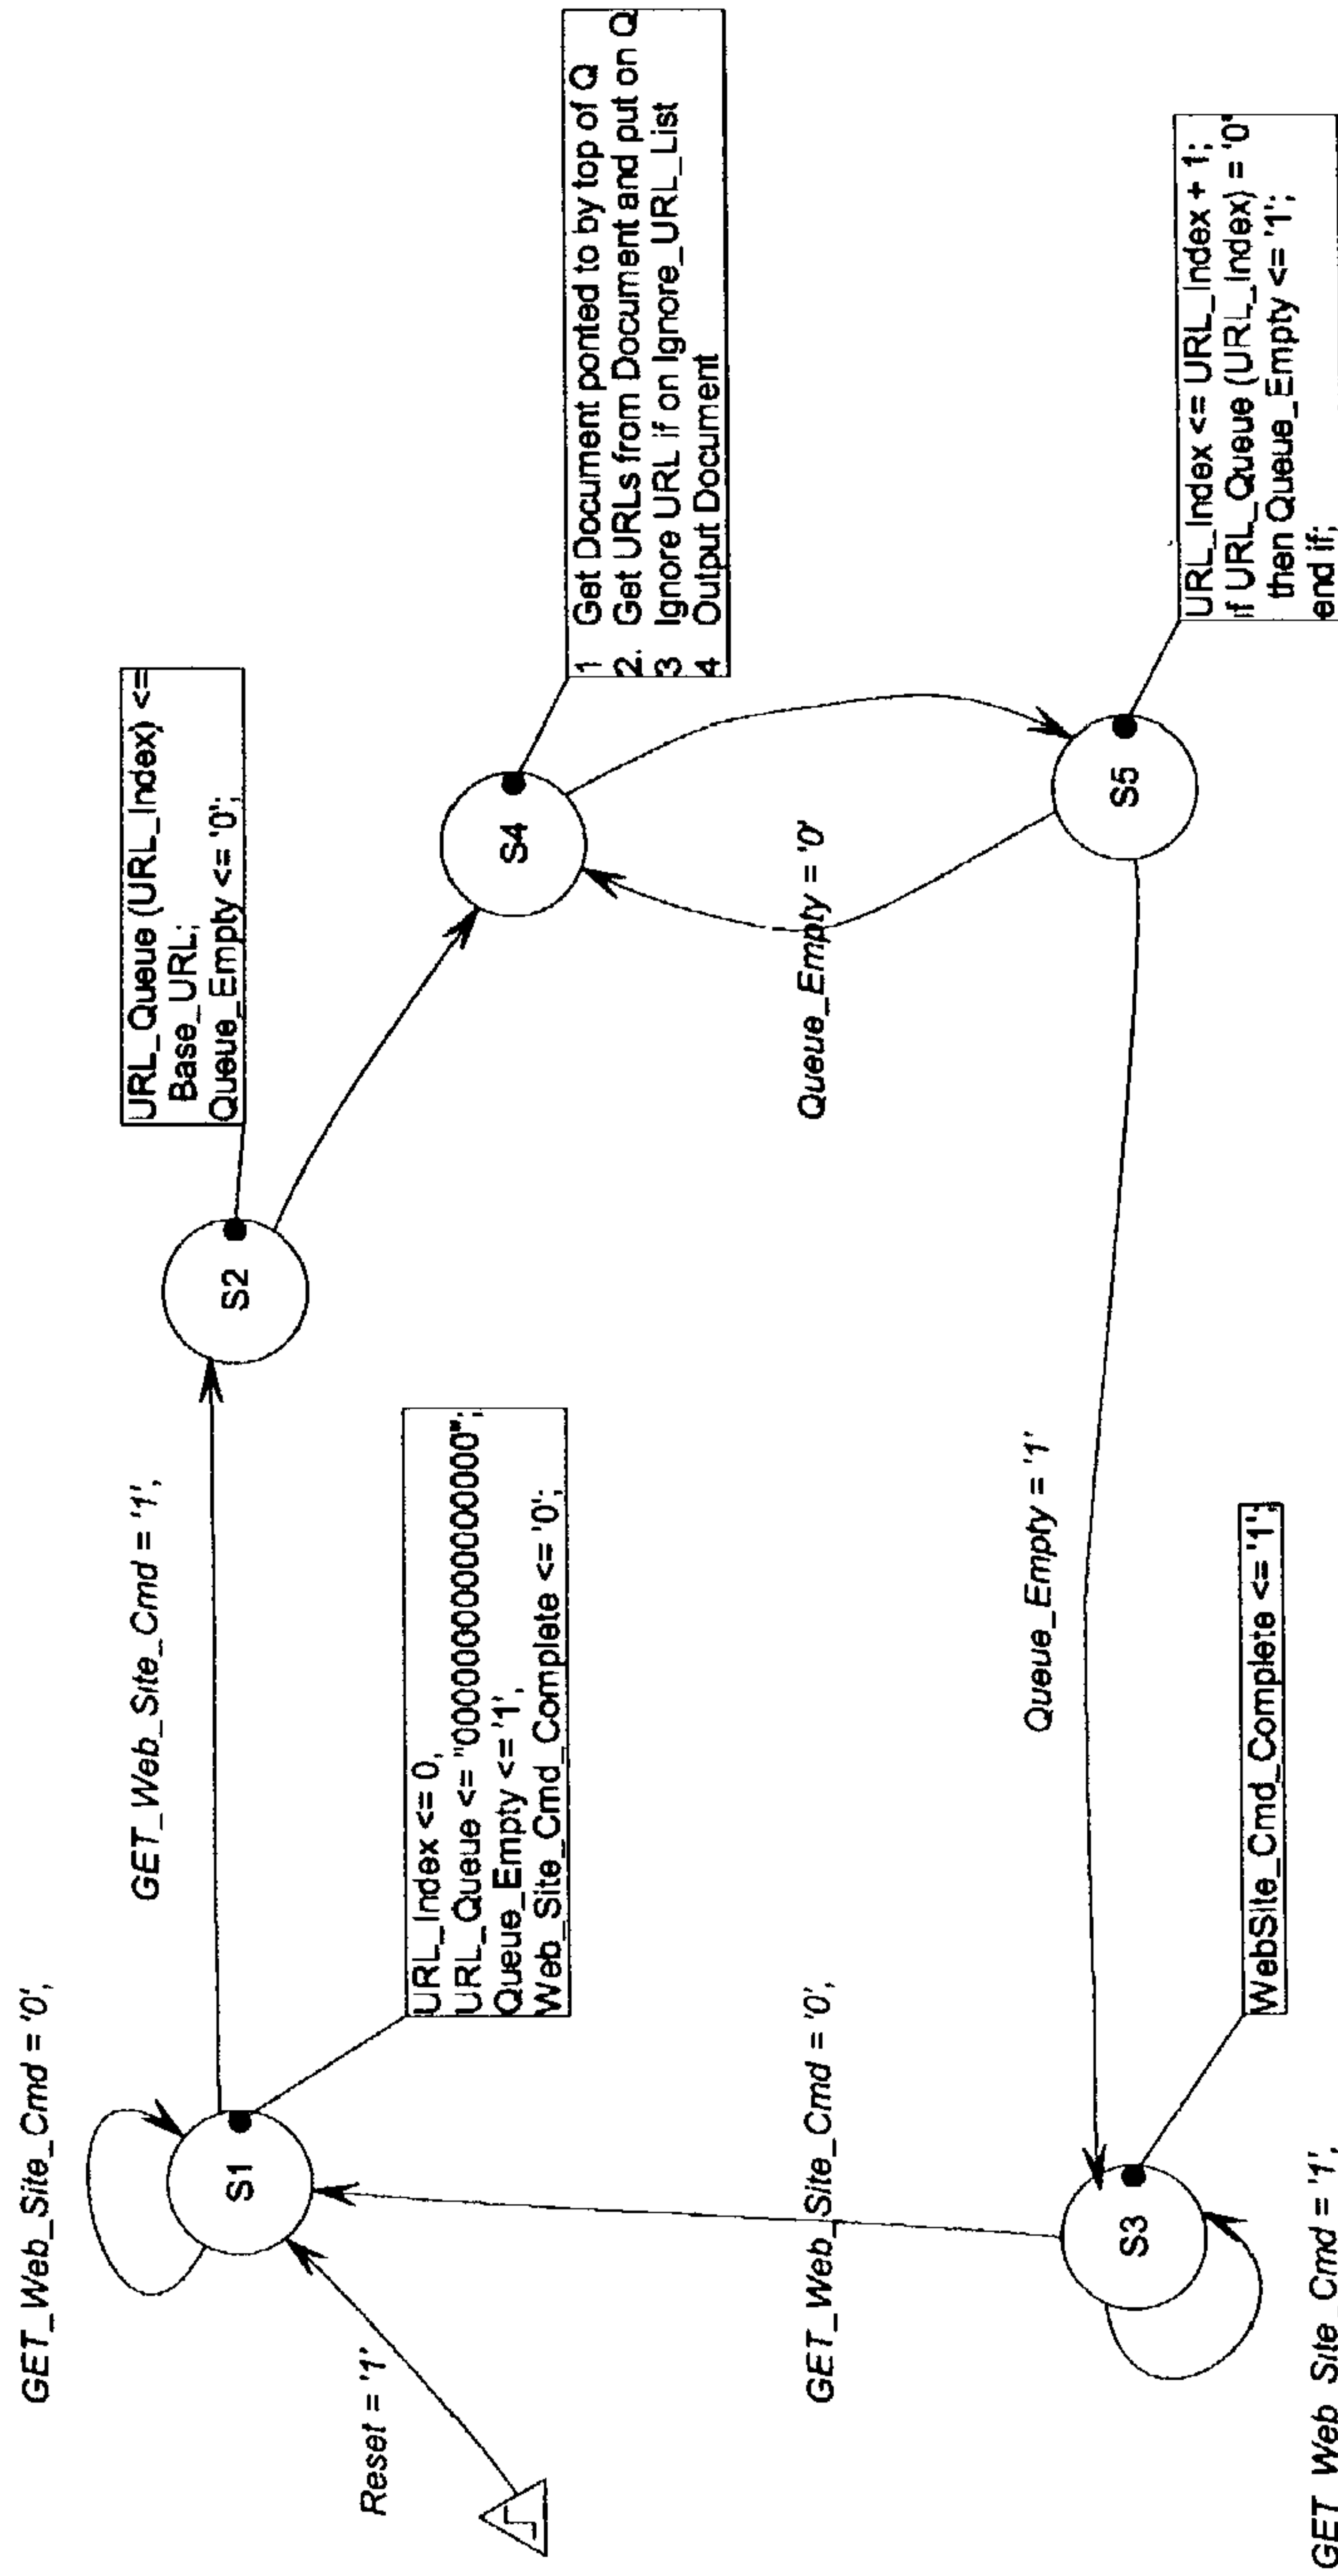 GET_Web_Site_Cmd = '0',
S1
Reset = '1'
GET_Web_Site_Cmd = '1',
URL_Index <= 0,
URL_Queue <= "0000000000000000";
Queue_Empty <= '1',
Web_Site_Cmd_Complete <= '0';
S2
URL_Queue (URL_Index) <=
Base_URL;
Queue_Empty <= '0';
S4
1 Get Document ponted to by top of Q
2. Get URLs from Document and put on Q
3 Ignore URL if on Ignore_URL_List
4 Output Document
Queue_Empty = '0'
S5
URL_Index <= URL_Index + 1;
if URL_Queue (URL_Index) = '0'
then Queue_Empty <= '1';
end if;
Queue_Empty = '1'
GET_Web_Site_Cmd = '0',
S3
WebSite_Cmd_Complete <= '1';
GET_Web_Site_Cmd = '1',